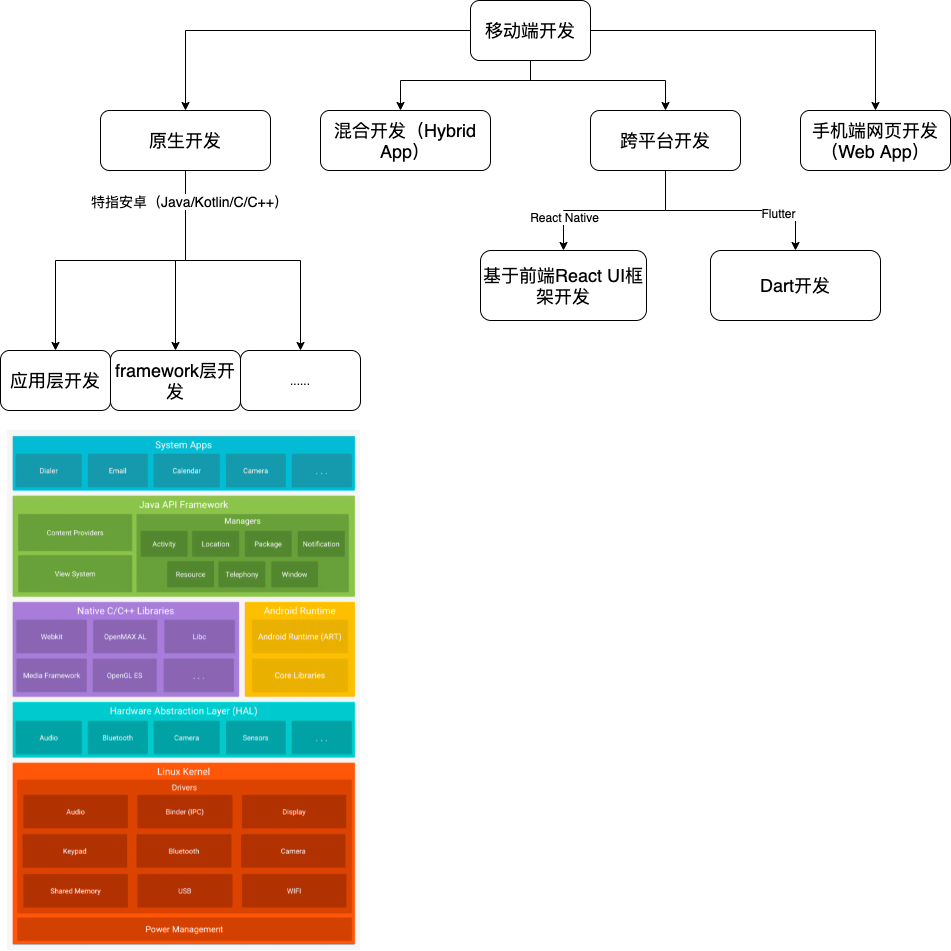 移动端开发
原生开发
混合开发（Hybrid
App）
跨平台开发
手机端网页开发
（Web App）
特指安卓（Java/Kotlin/C/C++）
React Native
Flutter
基于前端React UI框
架开发
Dart开发
应用层开发
framework层开
发
......
System Apps
Dialer
Email
Calendar
Camera
. . .
Java API Framework
Content Providers
View System
Managers
Activity
Location
Package
Notification
Resource
Telephony
Window
Native C/C++ Libraries
Webkit
OpenMAX AL
Libc
Media Framework
OpenGL ES
. . .
Android Runtime
Android Runtime (ART)
Core Libraries
Hardware Abstraction Layer (HAL)
Audio
Bluetooth
Camera
Sensors
. . .
Linux Kernel
Drivers
Audio
Binder (IPC)
Display
Keypad
Bluetooth
Camera
Shared Memory
USB
WIFI
Power Management